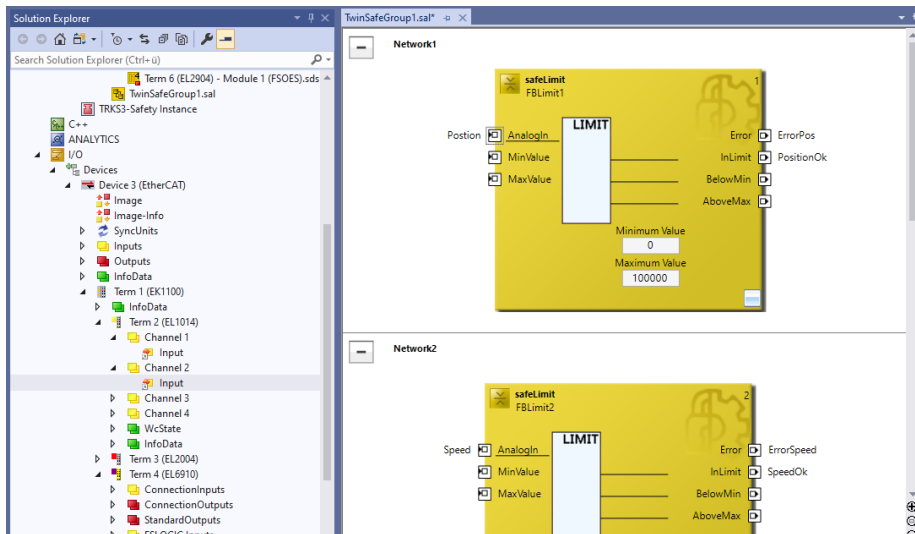 Solution Explorer
Search Solution Explorer (Ctrl+ü)
Term 6 (EL2904) - Module 1 (FSOES).sds
TwinSafeGroup1.sal
TRKS3-Safety Instance
C++
ANALYTICS
I/O
Devices
Device 3 (EtherCAT)
Image
Image-Info
SyncUnits
Inputs
Outputs
InfoData
Term 1 (EK1100)
InfoData
Term 2 (EL1014)
Channel 1
Input
Channel 2
Input
Channel 3
Channel 4
WcState
InfoData
Term 3 (EL2004)
Term 4 (EL6910)
ConnectionInputs
ConnectionOutputs
StandardOutputs
ESLOGIC Inputs
TwinSafeGroup1.sal*
Network1
safeLimit
FBLimit1
1
LIMIT
Postion AnalogIn Error ErrorPos
MinValue InLimit PositionOk
MaxValue BelowMin
AboveMax
Minimum Value
0
Maximum Value
100000
Network2
safeLimit
FBLimit2
2
LIMIT
Speed AnalogIn Error ErrorSpeed
MinValue InLimit SpeedOk
MaxValue BelowMin
AboveMax